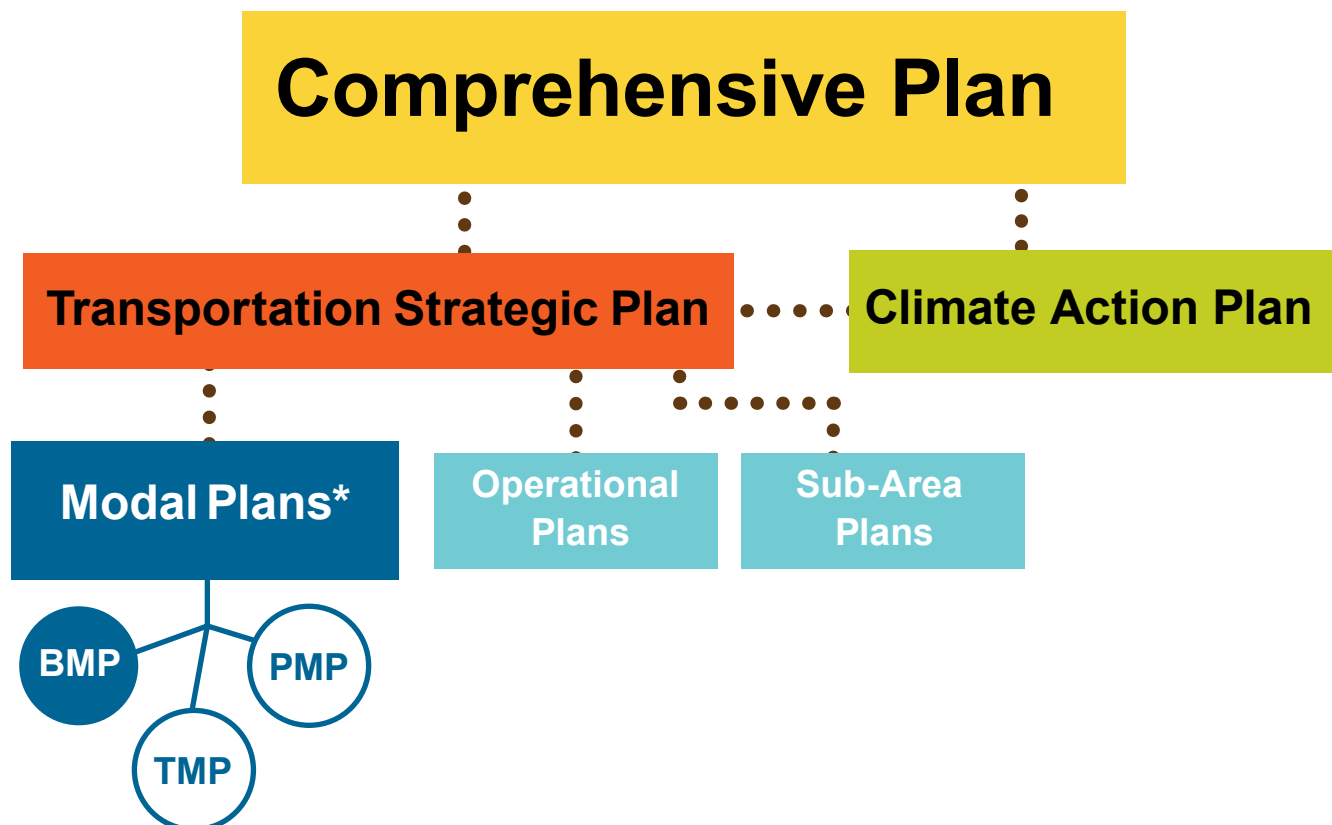 Comprehensive Plan
Transportation Strategic Plan
Climate Action Plan
Modal Plans*
Operational
Plans
Sub-Area
Plans
BMP
PMP
TMP